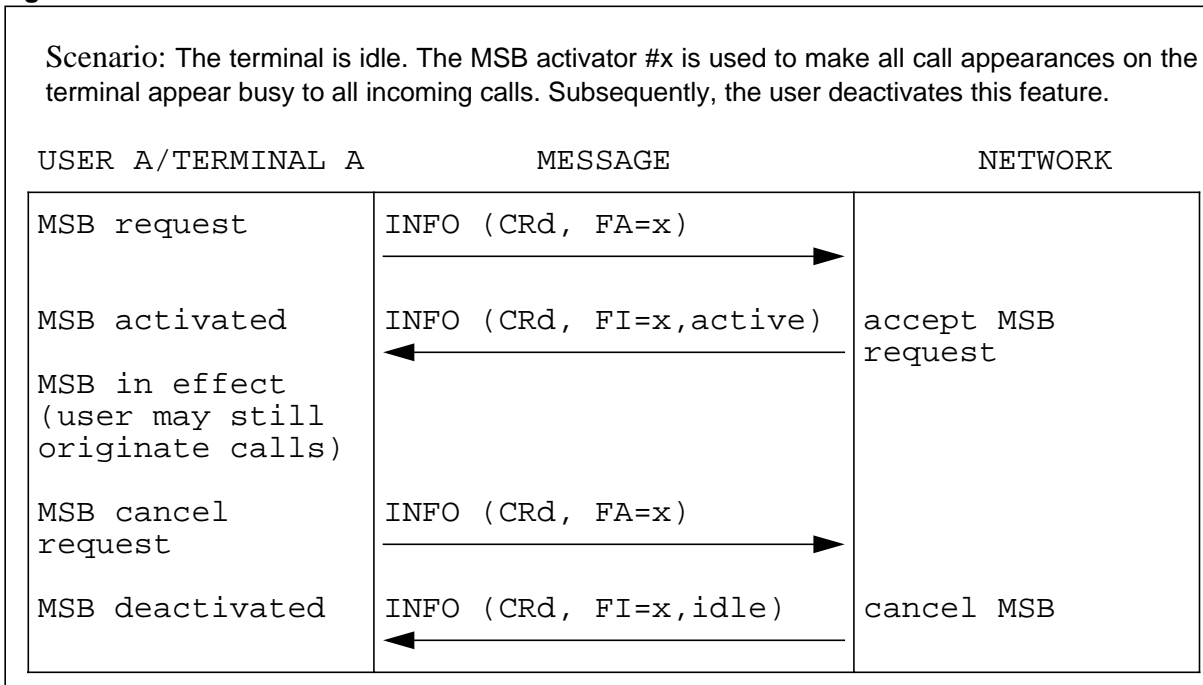 Scenario: The terminal is idle. The MSB activator #x is used to make all call appearances on the
terminal appear busy to all incoming calls. Subsequently, the user deactivates this feature.
USER A/TERMINAL A MESSAGE NETWORK
MSB request INFO (CRd, FA=x)
MSB activated INFO (CRd, FI=x,active) accept MSB
request
MSB in effect
(user may still
originate calls)
MSB cancel INFO (CRd, FA=x)
request
MSB deactivated INFO (CRd, FI=x,idle) cancel MSB